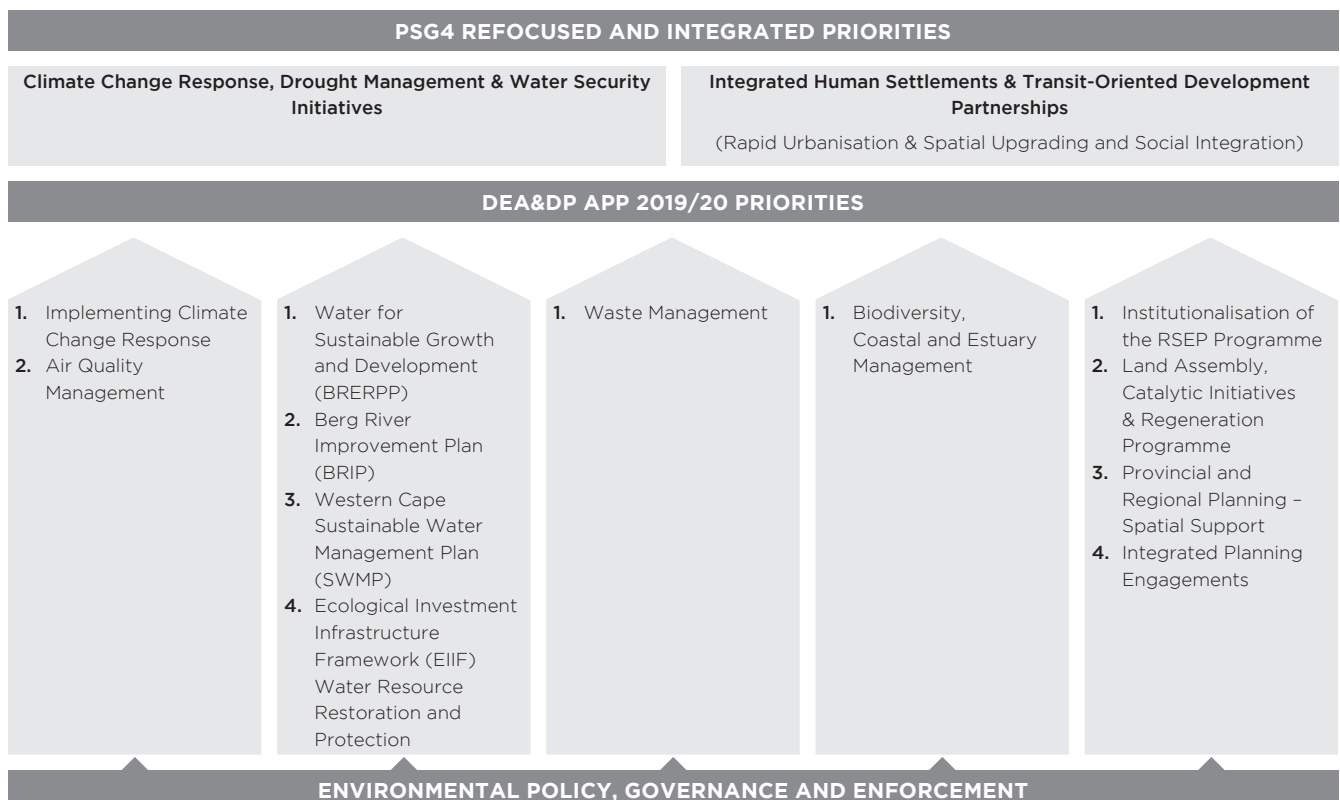 PSG4 REFOCUSED AND INTEGRATED PRIORITIES
Climate Change Response, Drought Management & Water Security
Initiatives
Integrated Human Settlements & Transit-Oriented Development
Partnerships
(Rapid Urbanisation & Spatial Upgrading and Social Integration)
DEA&DP APP 2019/20 PRIORITIES
1. Implementing Climate
Change Response
2. Air Quality
Management
1. Water for
Sustainable Growth
and Development
(BRERPP)
2. Berg River
Improvement Plan
(BRIP)
3. Western Cape
Sustainable Water
Management Plan
(SWMP)
4. Ecological Investment
Infrastructure
Framework (EIIF)
Water Resource
Restoration and
Protection
1. Waste Management
1. Biodiversity,
Coastal and Estuary
Management
1. Institutionalisation of
the RSEP Programme
2. Land Assembly,
Catalytic Initiatives
& Regeneration
Programme
3. Provincial and
Regional Planning –
Spatial Support
4. Integrated Planning
Engagements
ENVIRONMENTAL POLICY, GOVERNANCE AND ENFORCEMENT